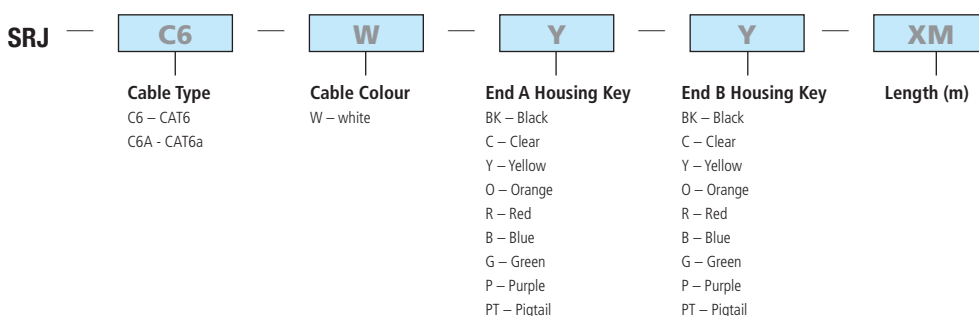 SRJ — C6 — W — Y — Y — XM
Cable Type Cable Colour End A Housing Key End B Housing Key Length (m)
C6 – CAT6 W – white BK – Black BK – Black
C6A - CAT6a C – Clear C – Clear
Y – Yellow Y – Yellow
O – Orange O – Orange
R – Red R – Red
B – Blue B – Blue
G – Green G – Green
P – Purple P – Purple
PT – Pigtail PT – Pigtail